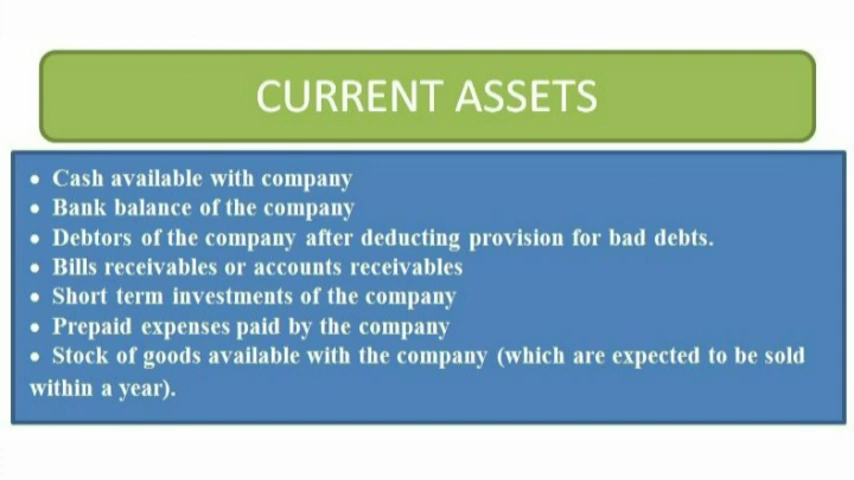 CURRENT ASSETS
• Cash available with company
• Bank balance of the company
• Debtors of the company after deducting provision for bad debts.
• Bills receivables or accounts receivables
• Short term investments of the company
• Prepaid expenses paid by the company
• Stock of goods available with the company (which are expected to be sold
within a year).